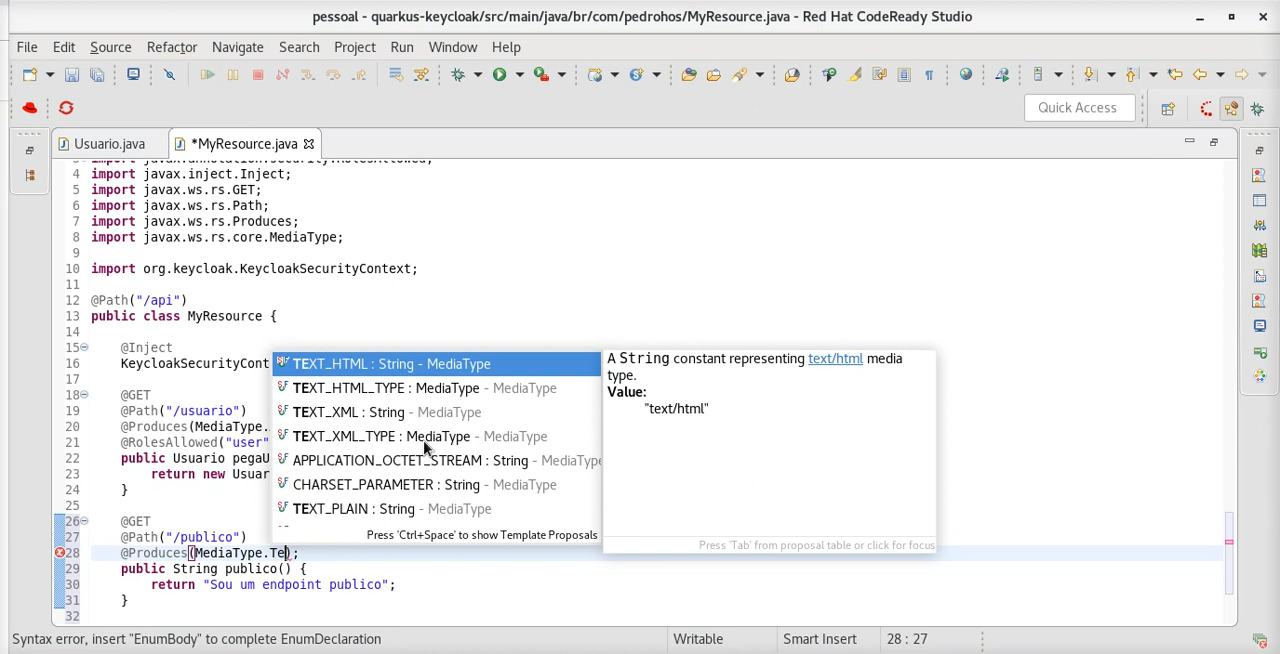 pessoal - quarkus-keycloak/src/main/java/br/com/pedrohos/MyResource.java - Red Hat CodeReady Studio
File Edit Source Refactor Navigate Search Project Run Window Help
Quick Access
Usuario.java *MyResource.java
4 import javax.inject.Inject;
5 import javax.ws.rs.GET;
6 import javax.ws.rs.Path;
7 import javax.ws.rs.Produces;
8 import javax.ws.rs.core.MediaType;
9
10 import org.keycloak.KeycloakSecurityContext;
11
12 @Path("/api")
13 public class MyResource {
14
15 @Inject
16 KeycloakSecurityCont
17
18 @GET
19 @Path("/usuario")
20 @Produces(MediaType.
21 @RolesAllowed("user"
22 public Usuario pegaU
23 return new Usuar
24 }
25
26 @GET
27 @Path("/publico")
28 @Produces(MediaType.Te);
29 public String publico() {
30 return "Sou um endpoint publico";
31 }
32
TEXT_HTML : String - MediaType
TEXT_HTML_TYPE : MediaType - MediaType
TEXT_XML : String - MediaType
TEXT_XML_TYPE : MediaType - MediaType
APPLICATION_OCTET_STREAM : String - MediaType
CHARSET_PARAMETER : String - MediaType
TEXT_PLAIN : String - MediaType
Press 'Ctrl+Space' to show Template Proposals
A String constant representing text/html media
type.
Value:
"text/html"
Press 'Tab' from proposal table or click for focus
Syntax error, insert "EnumBody" to complete EnumDeclaration Writable Smart Insert 28 : 27